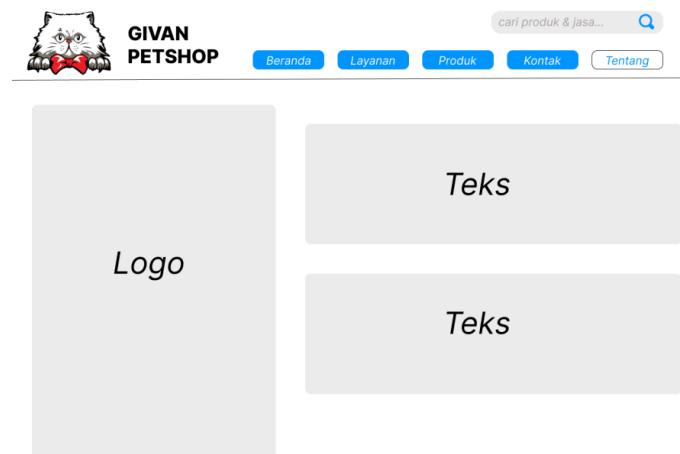 GIVAN
PETSHOP
cari produk & jasa...
Beranda
Layanan
Produk
Kontak
Tentang
Logo
Teks
Teks